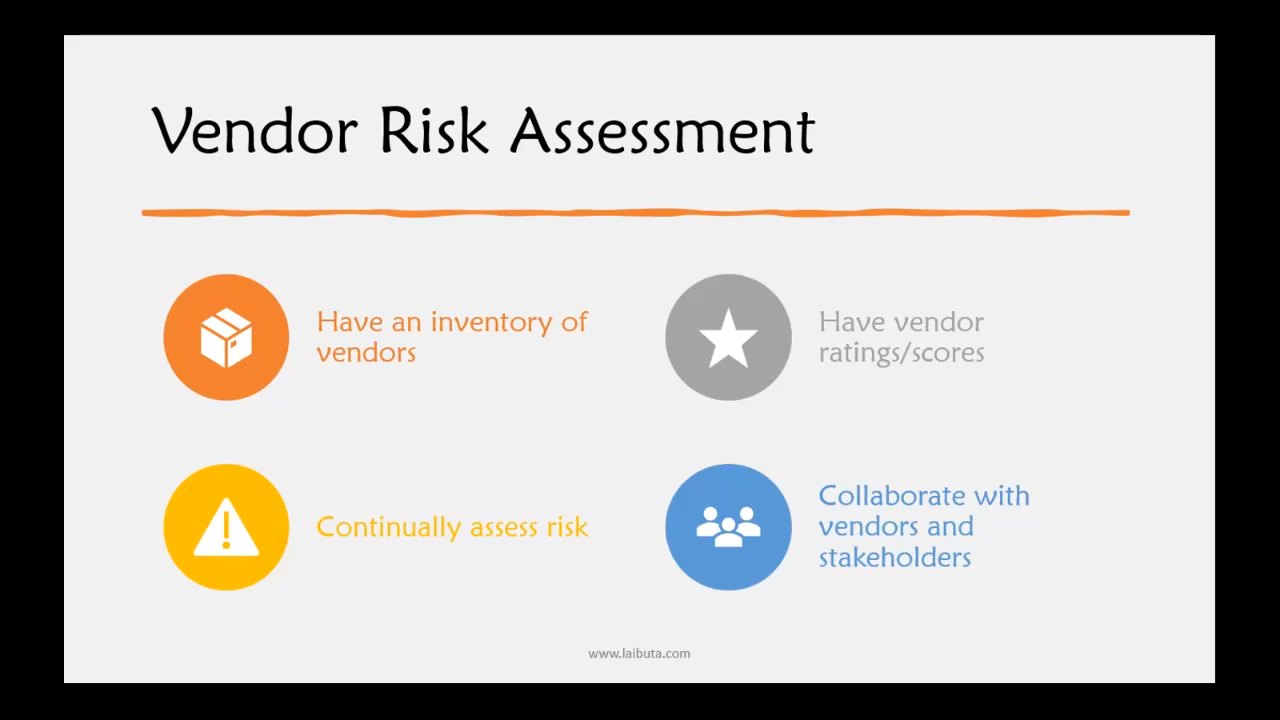 Vendor Risk Assessment
Have an inventory of
vendors
Have vendor
ratings/scores
Continually assess risk
Collaborate with
vendors and
stakeholders
www.laibuta.com